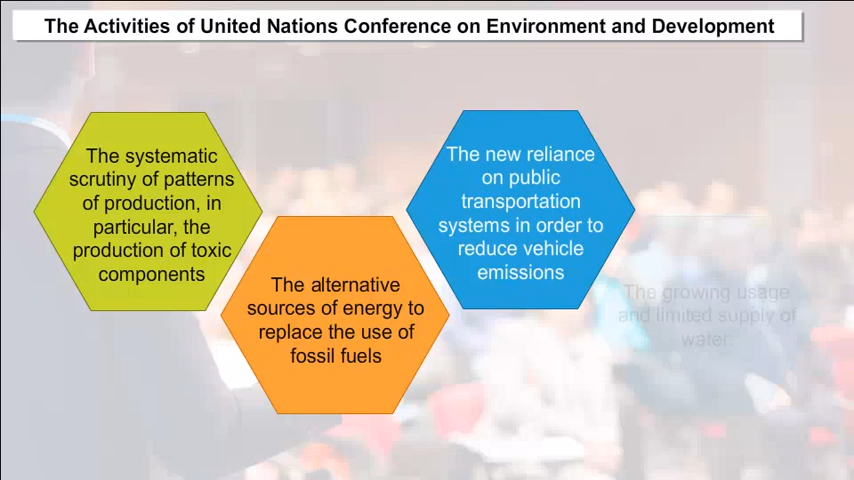 The Activities of United Nations Conference on Environment and Development
The systematic
scrutiny of patterns
of production, in
particular, the
production of toxic
components
The alternative
sources of energy to
replace the use of
fossil fuels
The new reliance
on public
transportation
systems in order to
reduce vehicle
emissions
The growing usage
and limited supply of
water.